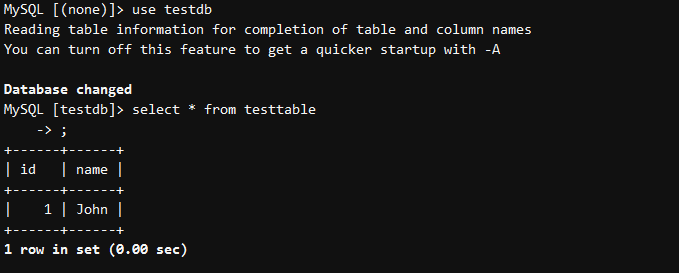 MySQL [(none)]> use testdb
Reading table information for completion of table and column names
You can turn off this feature to get a quicker startup with -A

Database changed
MySQL [testdb]> select * from testtable
    -> ;
+------+------+
| id   | name |
+------+------+
|    1 | John |
+------+------+
1 row in set (0.00 sec)